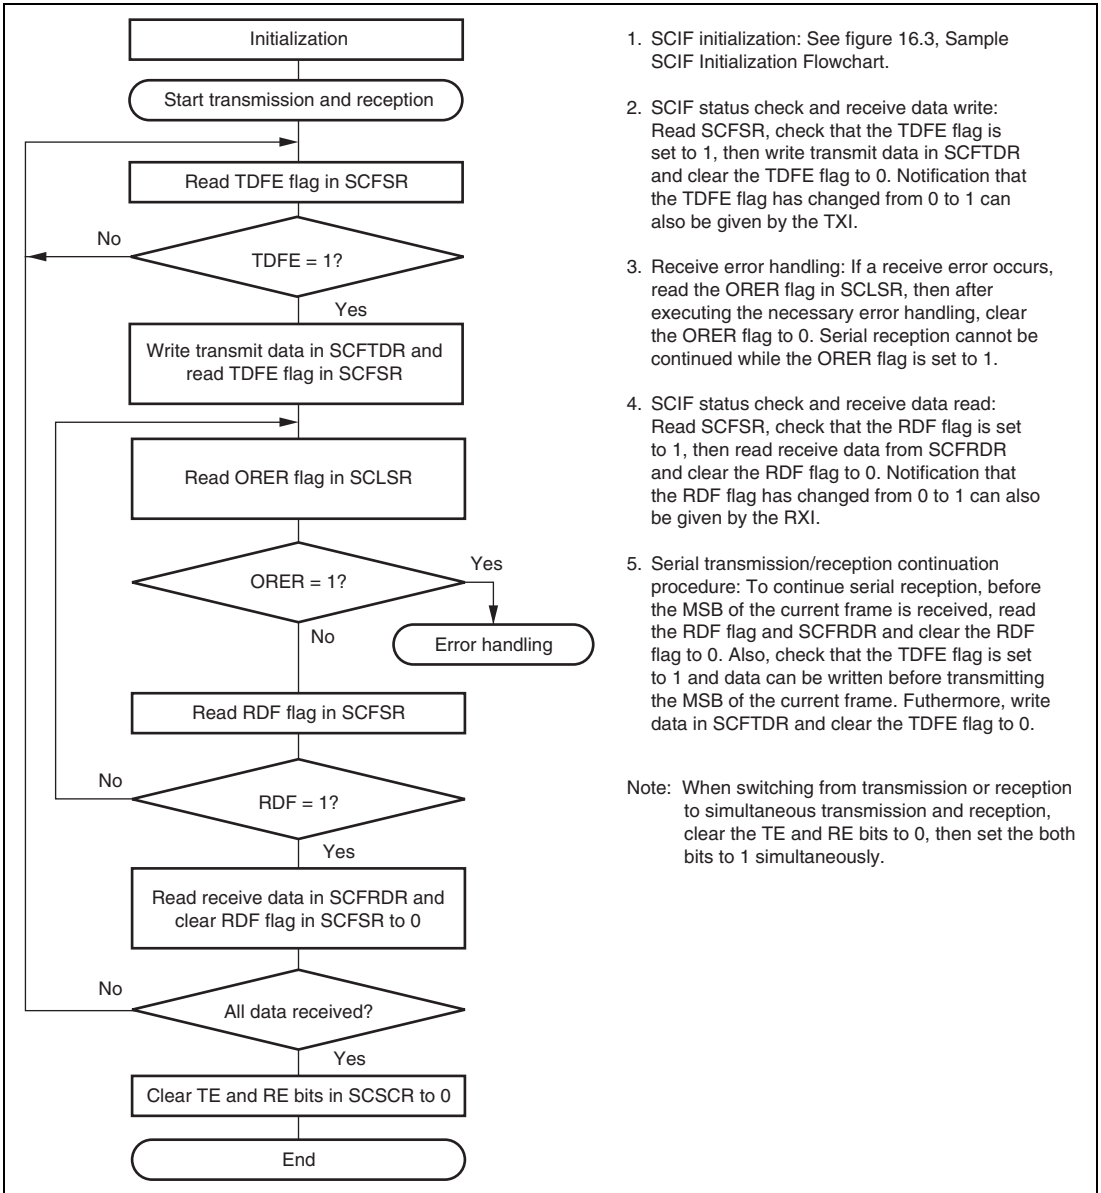 Initialization
Start transmission and reception
Read TDFE flag in SCFSR
No
TDFE = 1?
Yes
Write transmit data in SCFTDR and
read TDFE flag in SCFSR
Read ORER flag in SCLSR
ORER = 1?
Yes
No
Error handling
Read RDF flag in SCFSR
No
RDF = 1?
Yes
Read receive data in SCFRDR and
clear RDF flag in SCFSR to 0
No
All data received?
Yes
Clear TE and RE bits in SCSCR to 0
End
1. SCIF initialization: See figure 16.3, Sample
SCIF Initialization Flowchart.
2. SCIF status check and receive data write:
Read SCFSR, check that the TDFE flag is
set to 1, then write transmit data in SCFTDR
and clear the TDFE flag to 0. Notification that
the TDFE flag has changed from 0 to 1 can
also be given by the TXI.
3. Receive error handling: If a receive error occurs,
read the ORER flag in SCLSR, then after
executing the necessary error handling, clear
the ORER flag to 0. Serial reception cannot be
continued while the ORER flag is set to 1.
4. SCIF status check and receive data read:
Read SCFSR, check that the RDF flag is set
to 1, then read receive data from SCFRDR
and clear the RDF flag to 0. Notification that
the RDF flag has changed from 0 to 1 can also
be given by the RXI.
5. Serial transmission/reception continuation
procedure: To continue serial reception, before
the MSB of the current frame is received, read
the RDF flag and SCFRDR and clear the RDF
flag to 0. Also, check that the TDFE flag is set
to 1 and data can be written before transmitting
the MSB of the current frame. Futhermore, write
data in SCFTDR and clear the TDFE flag to 0.
Note: When switching from transmission or reception
to simultaneous transmission and reception,
clear the TE and RE bits to 0, then set the both
bits to 1 simultaneously.